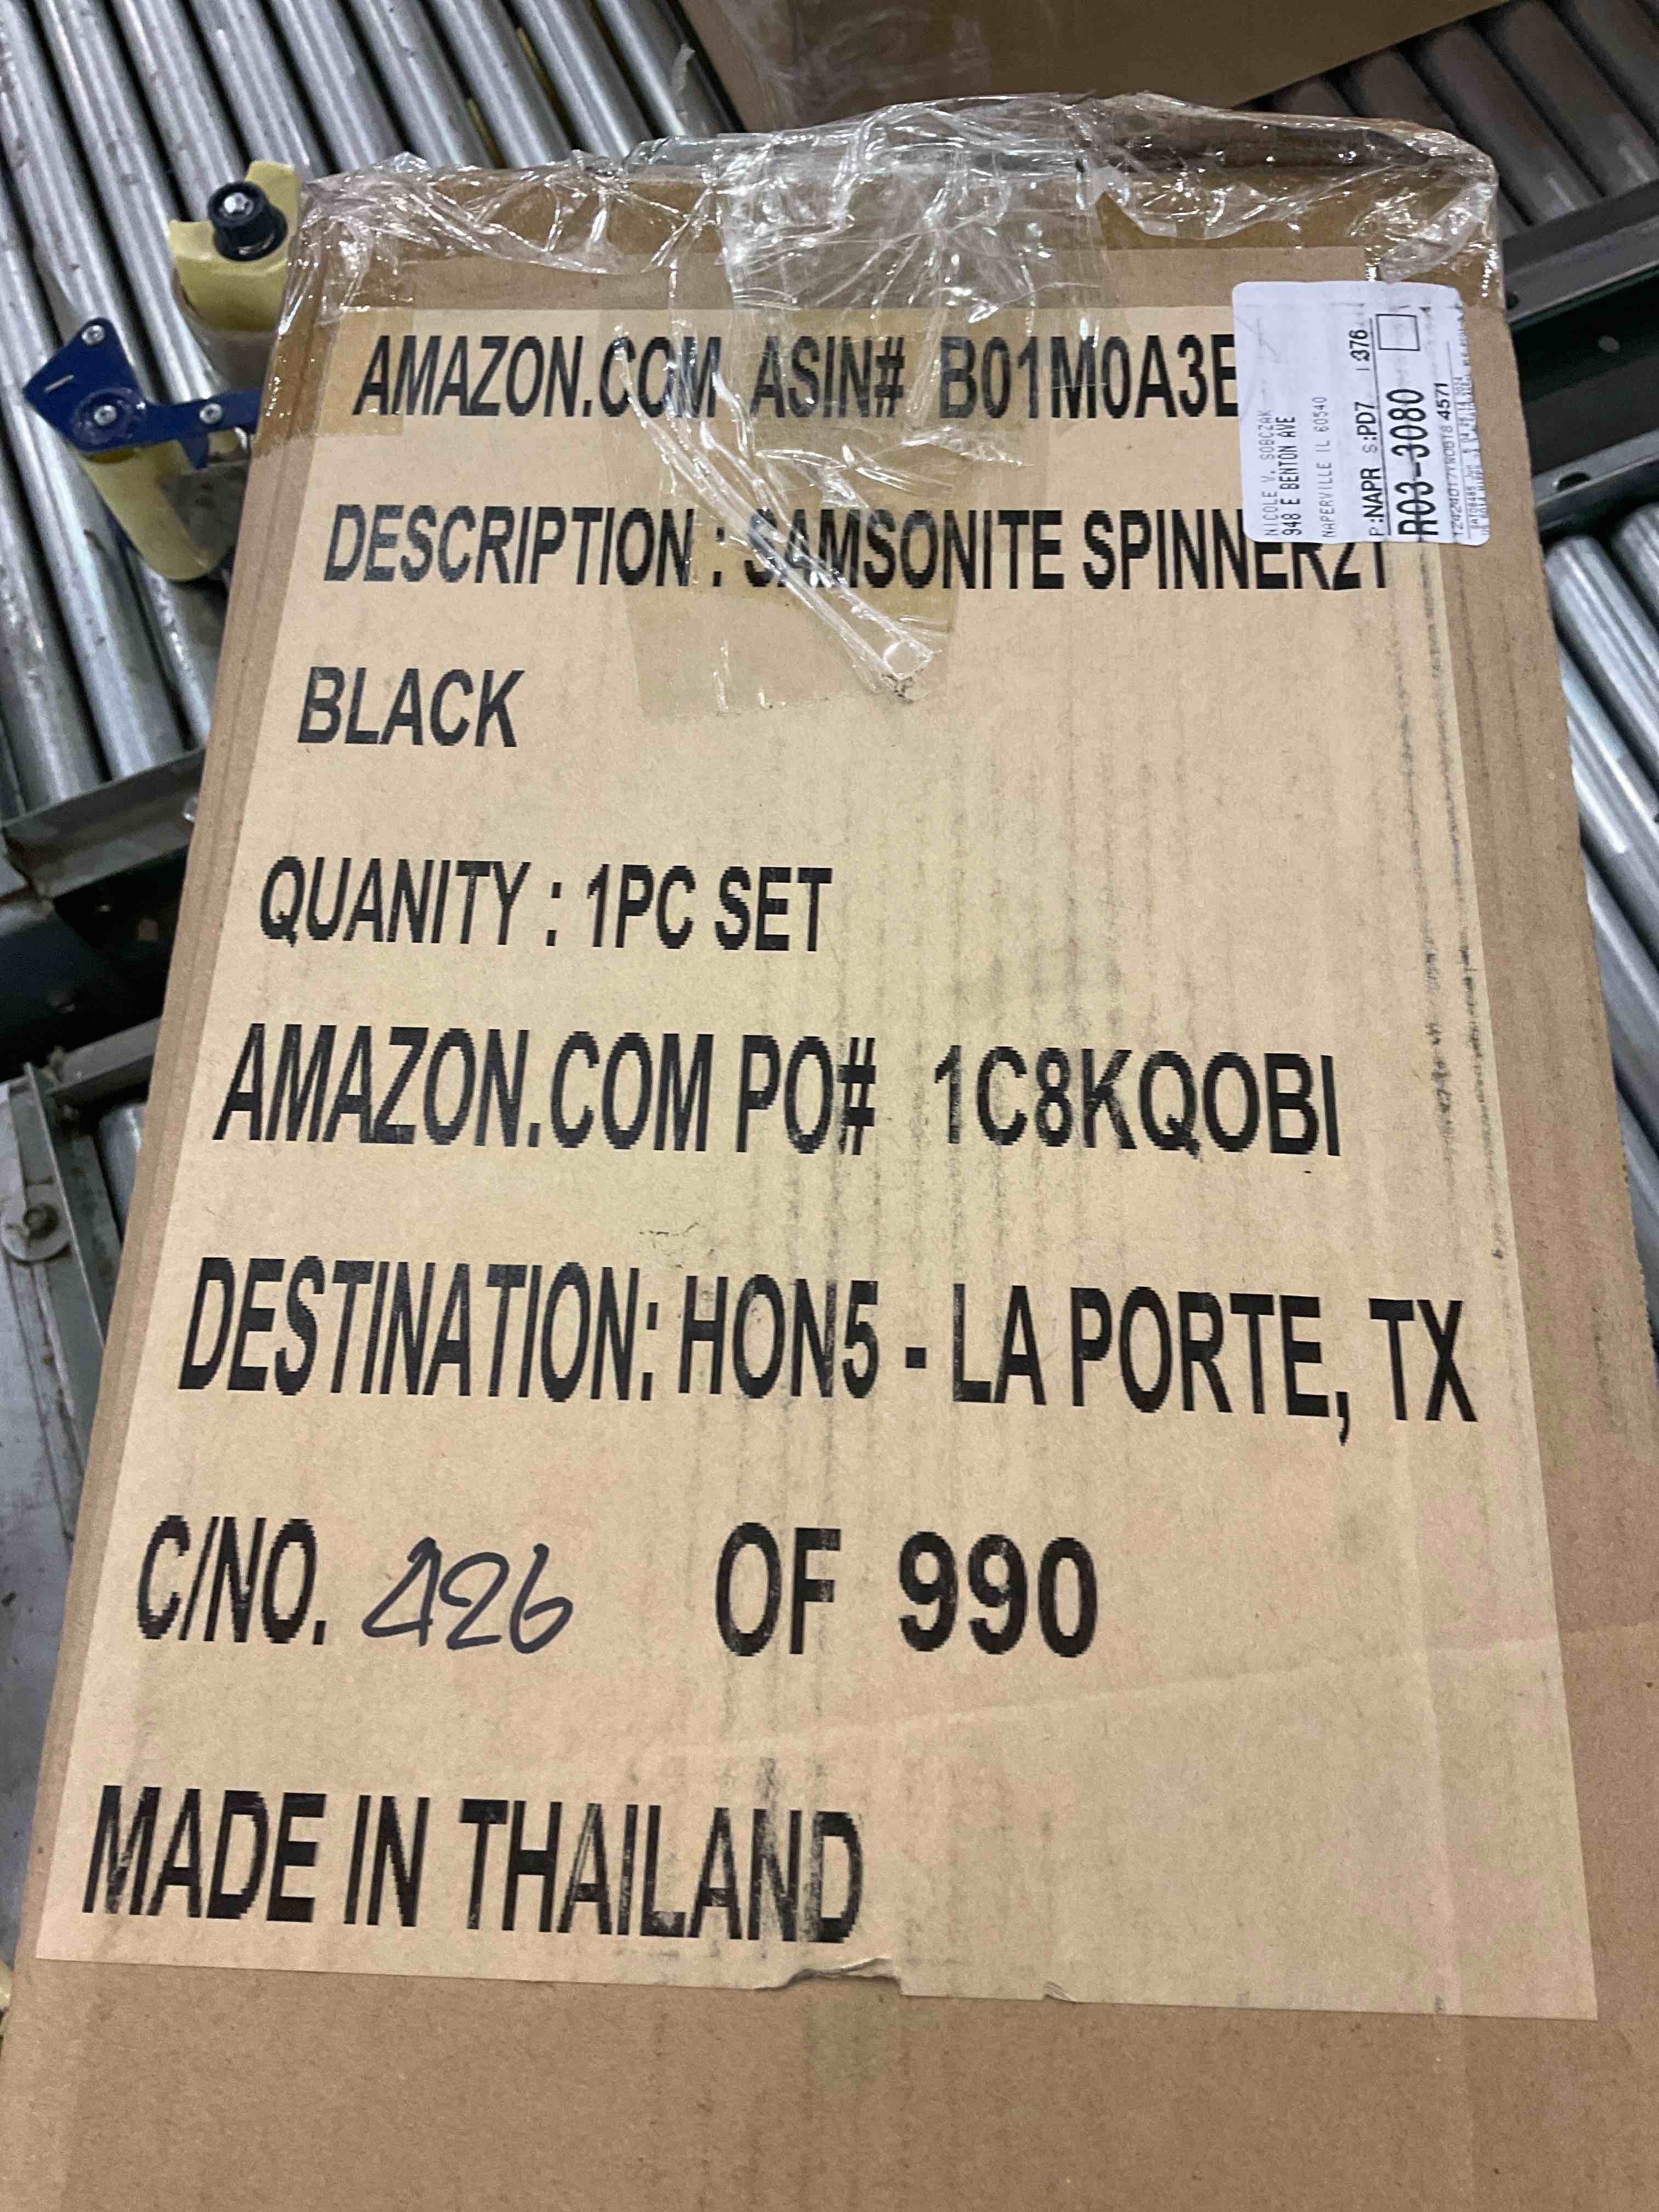 AMAZON.COM ASIN# B01M0A3E
DESCRIPTION : SAMSONITE SPINNER21
BLACK
QUANITY : 1PC SET
AMAZON.COM PO# 1C8KQOBI
DESTINATION: HON5 - LA PORTE, TX
C/NO. 426 OF 990
MADE IN THAILAND
NICOLE V. SOBCZAK
948 E BENTON AVE
NAPERVILLE IL 60540
P:NAPR S:PD7 1376
R03-3080
4571